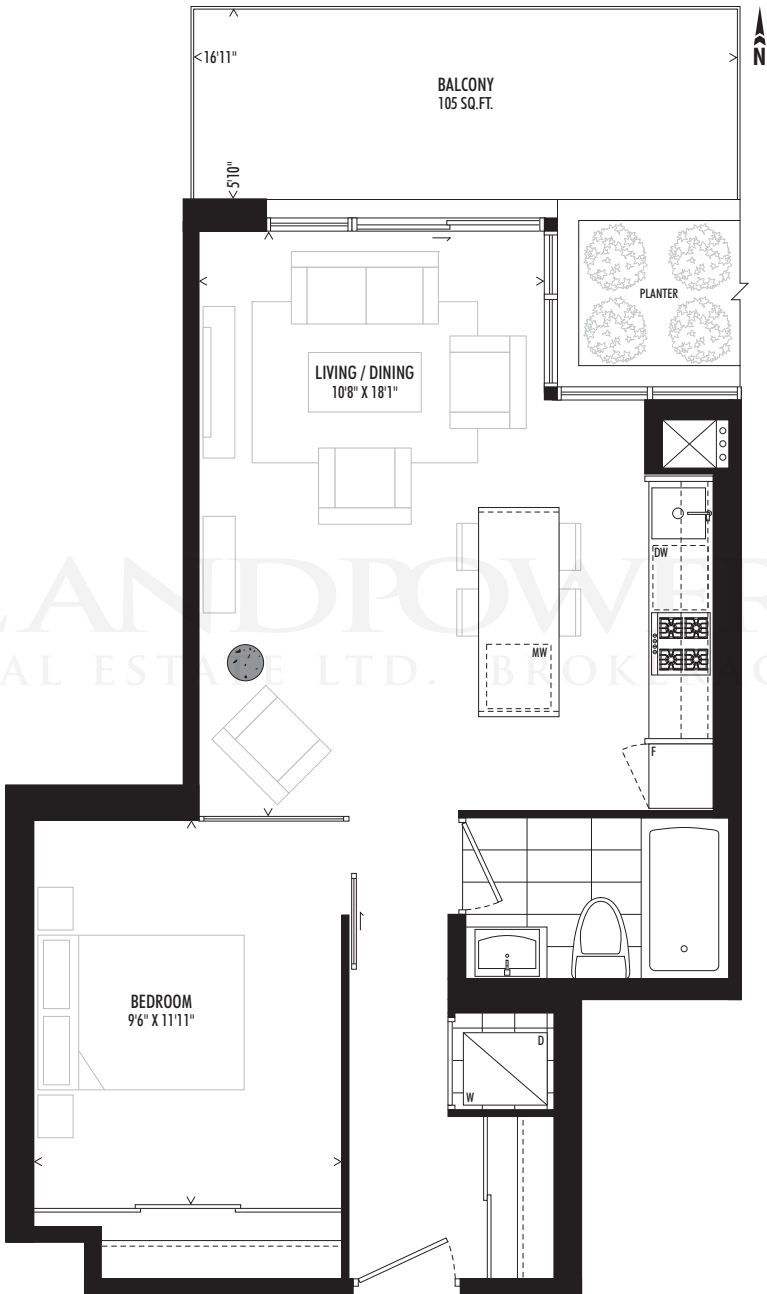 N
16'11"
BALCONY
105 SQ.FT.
5'10"
PLANTER
LIVING / DINING
10'8" X 18'1"
DW
LANDPOWER
REAL ESTATE LTD. BROKERAGE
MW
F
BEDROOM
9'6" X 11'11"
D
W